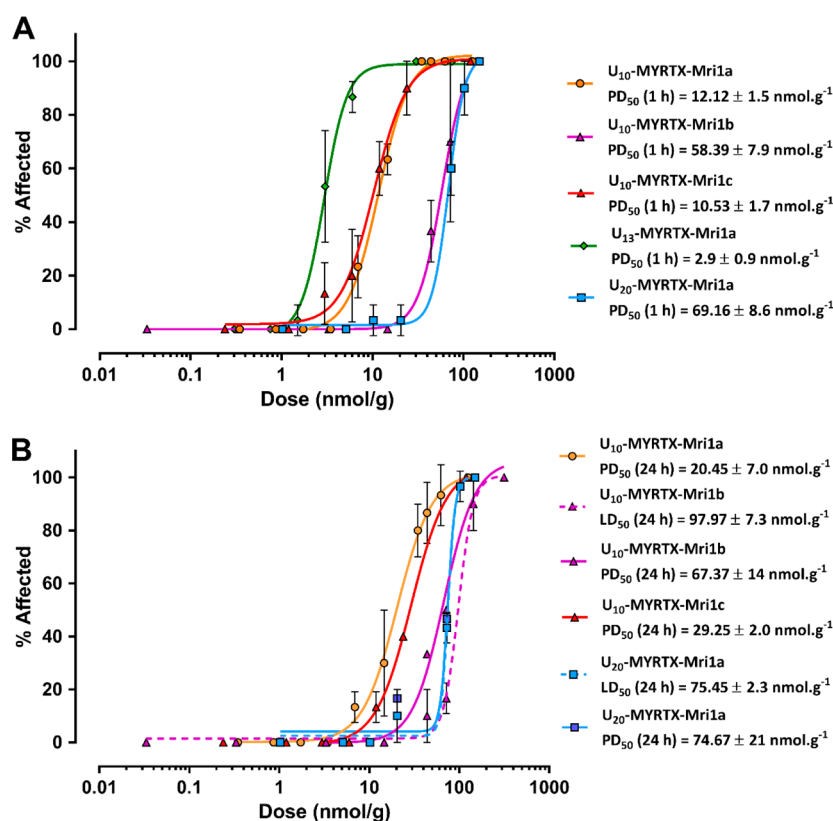 A
% Affected
100
80
60
40
20
0
0.01 0.1 1 10 100 1000
Dose (nmol/g)
U₁₀-MYRTX-Mri1a
PD₅₀ (1 h) = 12.12 ± 1.5 nmol.g⁻¹
U₁₀-MYRTX-Mri1b
PD₅₀ (1 h) = 58.39 ± 7.9 nmol.g⁻¹
U₁₀-MYRTX-Mri1c
PD₅₀ (1 h) = 10.53 ± 1.7 nmol.g⁻¹
U₁₃-MYRTX-Mri1a
PD₅₀ (1 h) = 2.9 ± 0.9 nmol.g⁻¹
U₂₀-MYRTX-Mri1a
PD₅₀ (1 h) = 69.16 ± 8.6 nmol.g⁻¹
B
% Affected
100
80
60
40
20
0
0.01 0.1 1 10 100 1000
Dose (nmol/g)
U₁₀-MYRTX-Mri1a
PD₅₀ (24 h) = 20.45 ± 7.0 nmol.g⁻¹
U₁₀-MYRTX-Mri1b
LD₅₀ (24 h) = 97.97 ± 7.3 nmol.g⁻¹
U₁₀-MYRTX-Mri1b
PD₅₀ (24 h) = 67.37 ± 14 nmol.g⁻¹
U₁₀-MYRTX-Mri1c
PD₅₀ (24 h) = 29.25 ± 2.0 nmol.g⁻¹
U₂₀-MYRTX-Mri1a
LD₅₀ (24 h) = 75.45 ± 2.3 nmol.g⁻¹
U₂₀-MYRTX-Mri1a
PD₅₀ (24 h) = 74.67 ± 21 nmol.g⁻¹